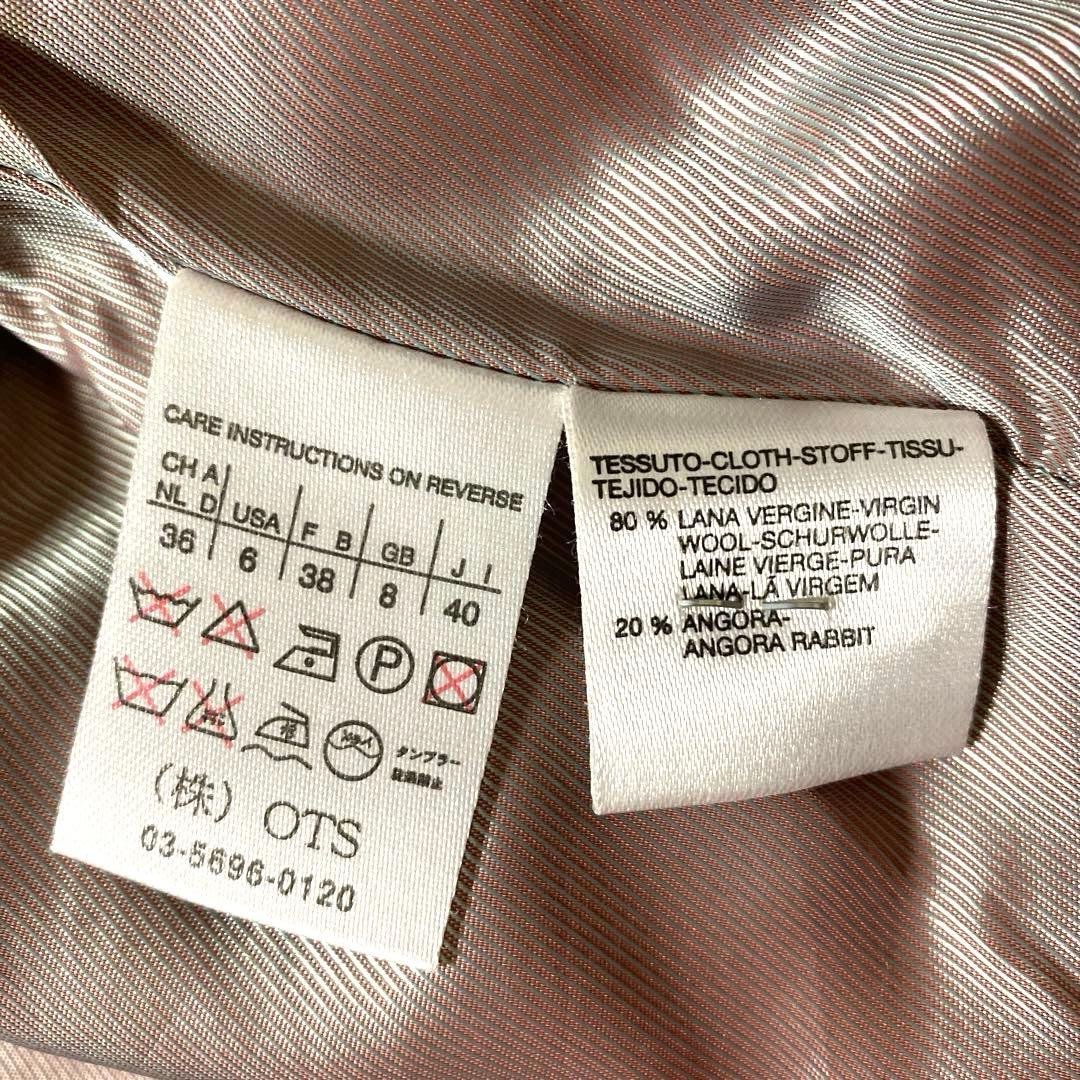 CARE INSTRUCTIONS ON REVERSE
CH A
NL D USA F B GB J I
36 6 38 8 40
P
タンブラー
(株) OTS
03-5696-0120
TESSUTO-CLOTH-STOFF-TISSU-
TEJIDO-TECIDO
80 % LANA VERGINE-VIRGIN
WOOL-SCHURWOLLE-
LAINE VIERGE-PURA
LANA-LÁ VIRGEM
20 % ANGORA-
ANGORA RABBIT